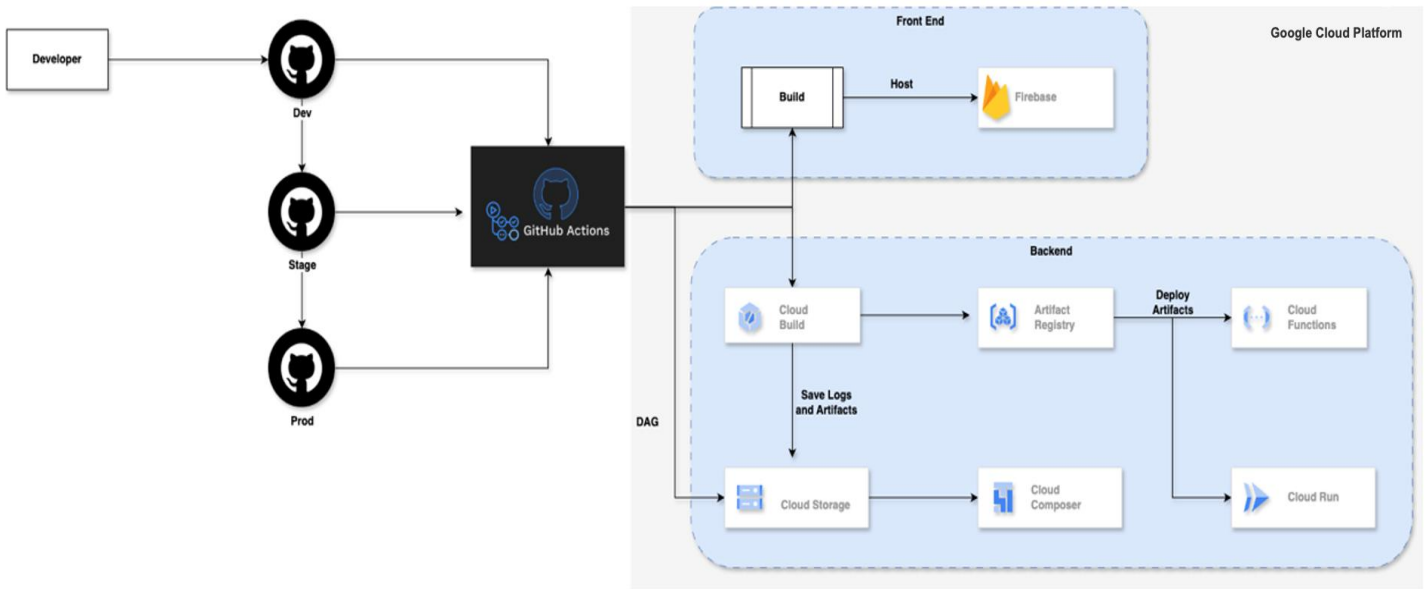 Front End
Google Cloud Platform
Developer
Build
Host
Firebase
Dev
GitHub Actions
Stage
Backend
Cloud
Build
Artifact
Registry
Deploy
Artifacts
Cloud
Functions
Prod
DAG
Save Logs
and Artifacts
Cloud Storage
Cloud
Composer
Cloud Run